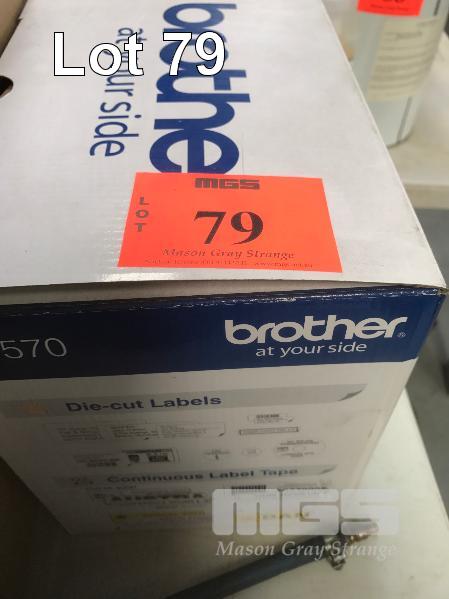 Lot 79
brothe
at your side
MGS
LOT
79
Mason Gray Strange
570
brother
at your side
Die-cut Labels
Continuous Label Tape
MGS
Mason Gray Strange